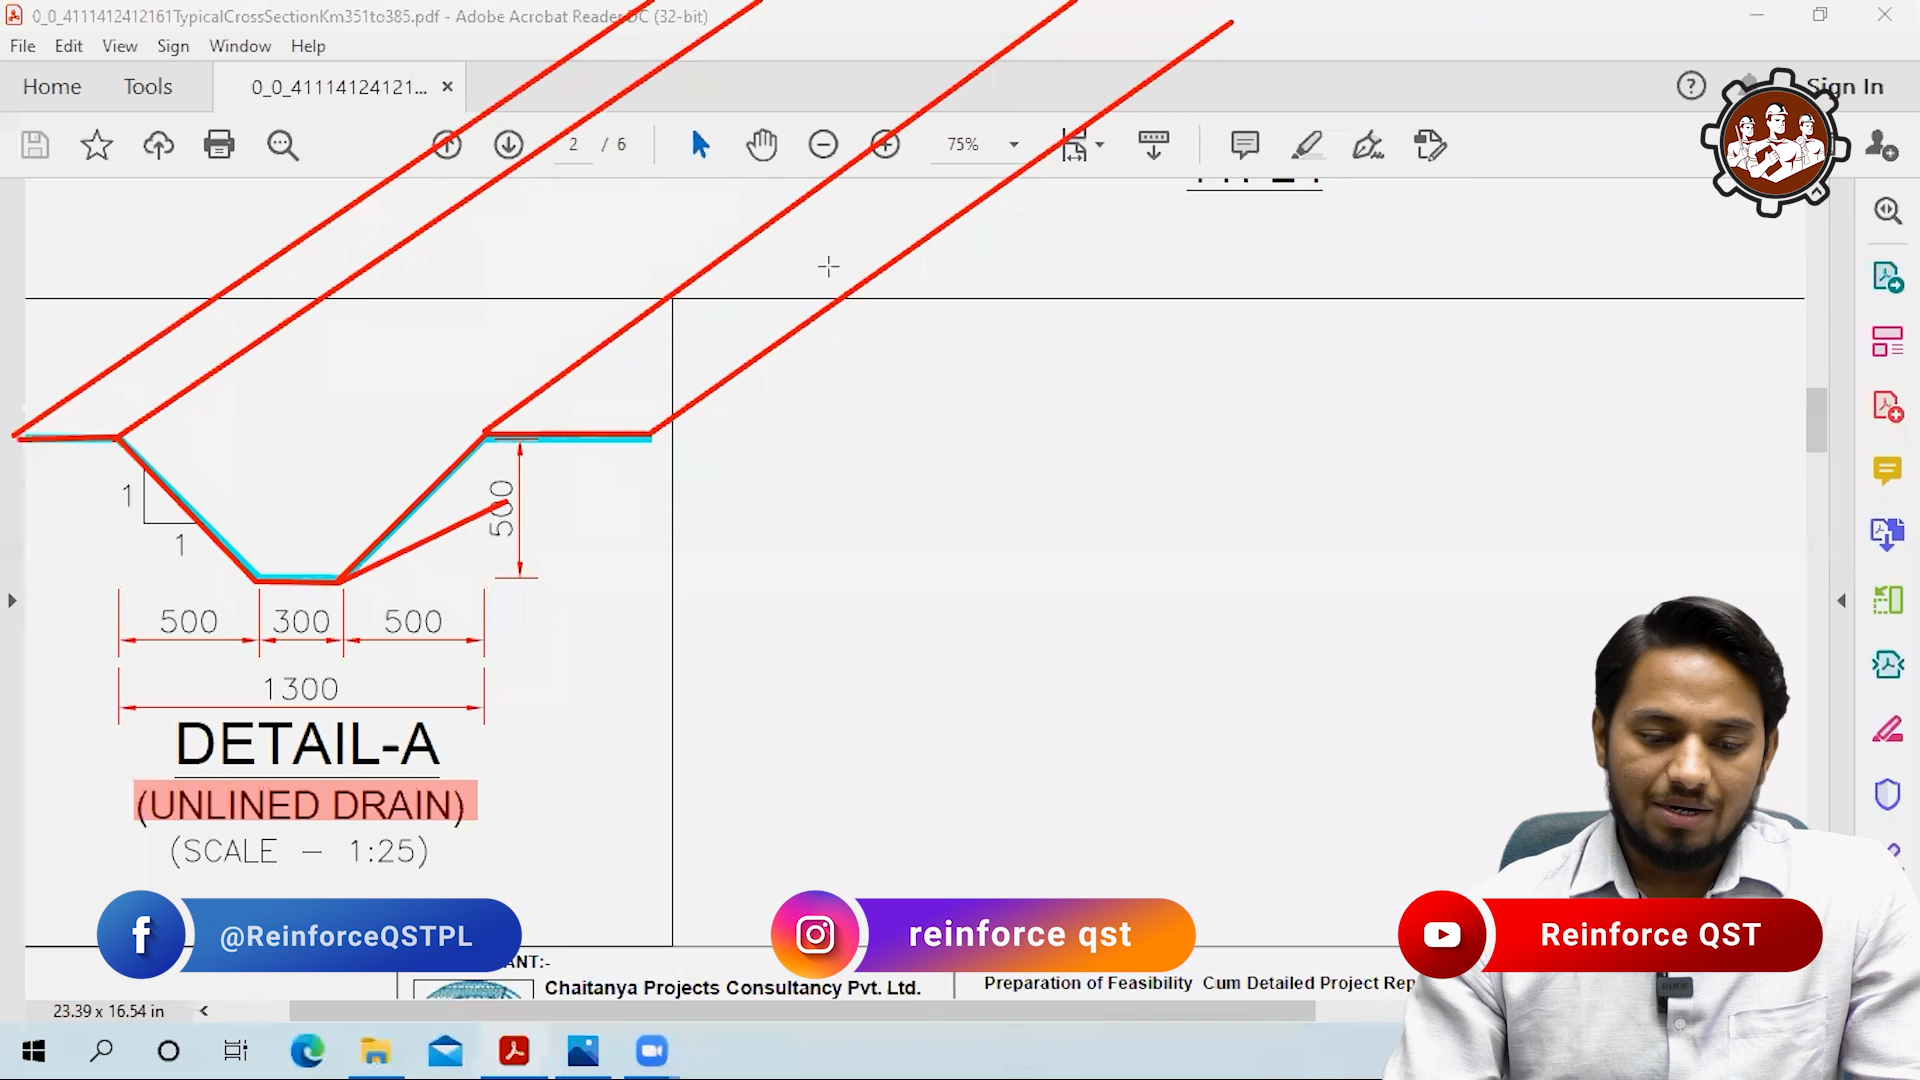 0_0_4111412412161TypicalCrossSectionKm351to385.pdf - Adobe Acrobat Reader DC (32-bit)
File Edit View Sign Window Help
Home Tools 0_0_41114124121... × Sign In
2 / 6 75%
1
1
500
500 300 500
1300
DETAIL-A
(UNLINED DRAIN)
(SCALE – 1:25)
@ReinforceQSTPL
reinforce qst
Reinforce QST
ANT:-
Chaitanya Projects Consultancy Pvt. Ltd.
Preparation of Feasibility Cum Detailed Project Rep
23.39 x 16.54 in